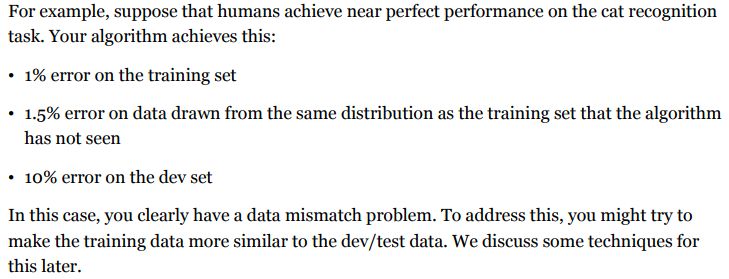 For example, suppose that humans achieve near perfect performance on the cat recognition
task. Your algorithm achieves this:
• 1% error on the training set
• 1.5% error on data drawn from the same distribution as the training set that the algorithm
has not seen
• 10% error on the dev set
In this case, you clearly have a data mismatch problem. To address this, you might try to
make the training data more similar to the dev/test data. We discuss some techniques for
this later.